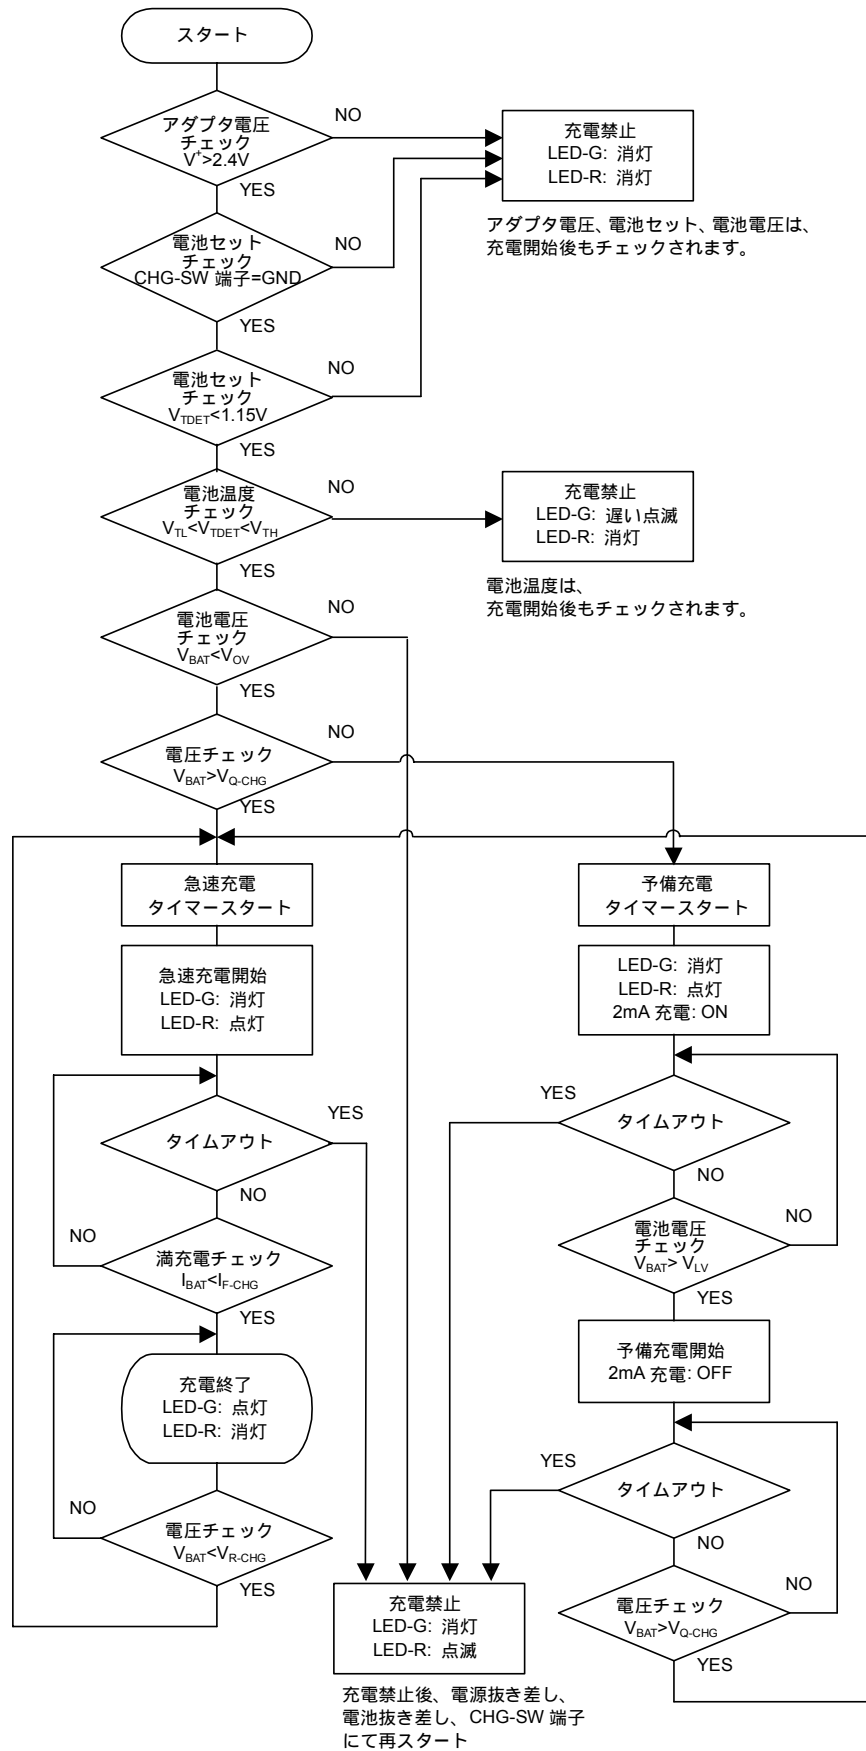 スタート
アダプタ電圧
チェック
V⁺>2.4V
NO
YES
充電禁止
LED-G: 消灯
LED-R: 消灯
アダプタ電圧、電池セット、電池電圧は、
充電開始後もチェックされます。
電池セット
チェック
CHG-SW 端子=GND
NO
YES
電池セット
チェック
VTDET<1.15V
NO
YES
電池温度
チェック
VTL<VTDET<VTH
NO
YES
充電禁止
LED-G: 遅い点滅
LED-R: 消灯
電池温度は、
充電開始後もチェックされます。
電池電圧
チェック
VBAT<VOV
NO
YES
電圧チェック
VBAT>VQ-CHG
NO
YES
急速充電
タイマースタート
急速充電開始
LED-G: 消灯
LED-R: 点灯
タイムアウト
YES
NO
満充電チェック
IBAT<IF-CHG
NO
YES
充電終了
LED-G: 点灯
LED-R: 消灯
電圧チェック
VBAT<VR-CHG
NO
YES
予備充電
タイマースタート
LED-G: 消灯
LED-R: 点灯
2mA 充電: ON
タイムアウト
YES
NO
電池電圧
チェック
VBAT> VLV
NO
YES
予備充電開始
2mA 充電: OFF
タイムアウト
YES
NO
電圧チェック
VBAT>VQ-CHG
NO
YES
充電禁止
LED-G: 消灯
LED-R: 点滅
充電禁止後、電源抜き差し、
電池抜き差し、CHG-SW 端子
にて再スタート